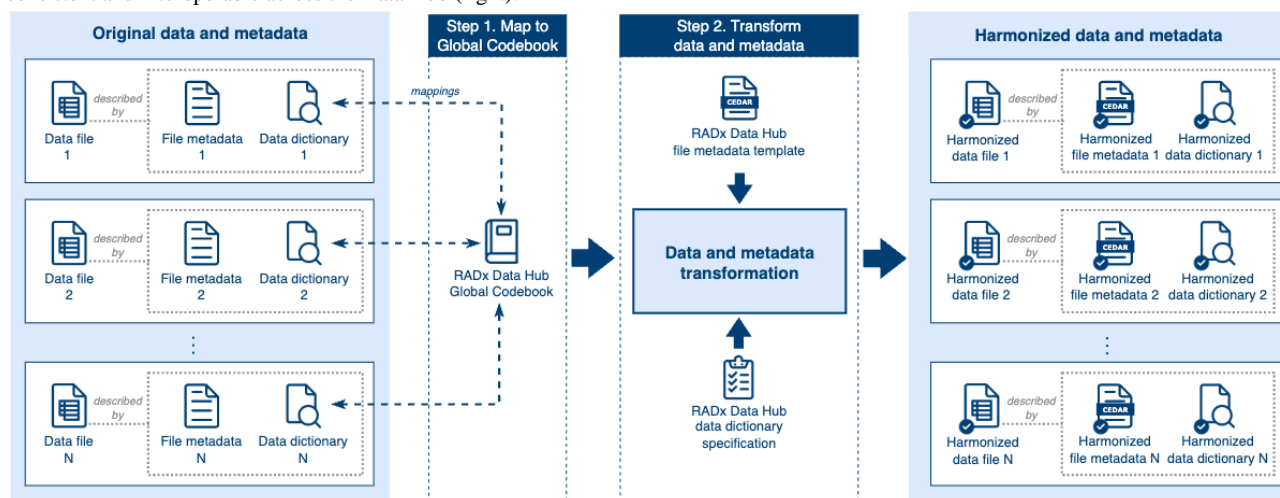 Original data and metadata
Data file
1
described
by
File metadata
1
Data dictionary
1
Data file
2
described
by
File metadata
2
Data dictionary
2
Data file
N
described
by
File metadata
N
Data dictionary
N
Step 1. Map to
Global Codebook
mappings
RADx Data Hub
Global Codebook
Step 2. Transform
data and metadata
CEDAR
RADx Data Hub
file metadata template
Data and metadata
transformation
RADx Data Hub
data dictionary
specification
Harmonized data and metadata
Harmonized
data file 1
described
by
CEDAR
Harmonized
file metadata 1
Harmonized
data dictionary 1
Harmonized
data file 2
described
by
CEDAR
Harmonized
file metadata 2
Harmonized
data dictionary 2
Harmonized
data file N
described
by
CEDAR
Harmonized
file metadata N
Harmonized
data dictionary N